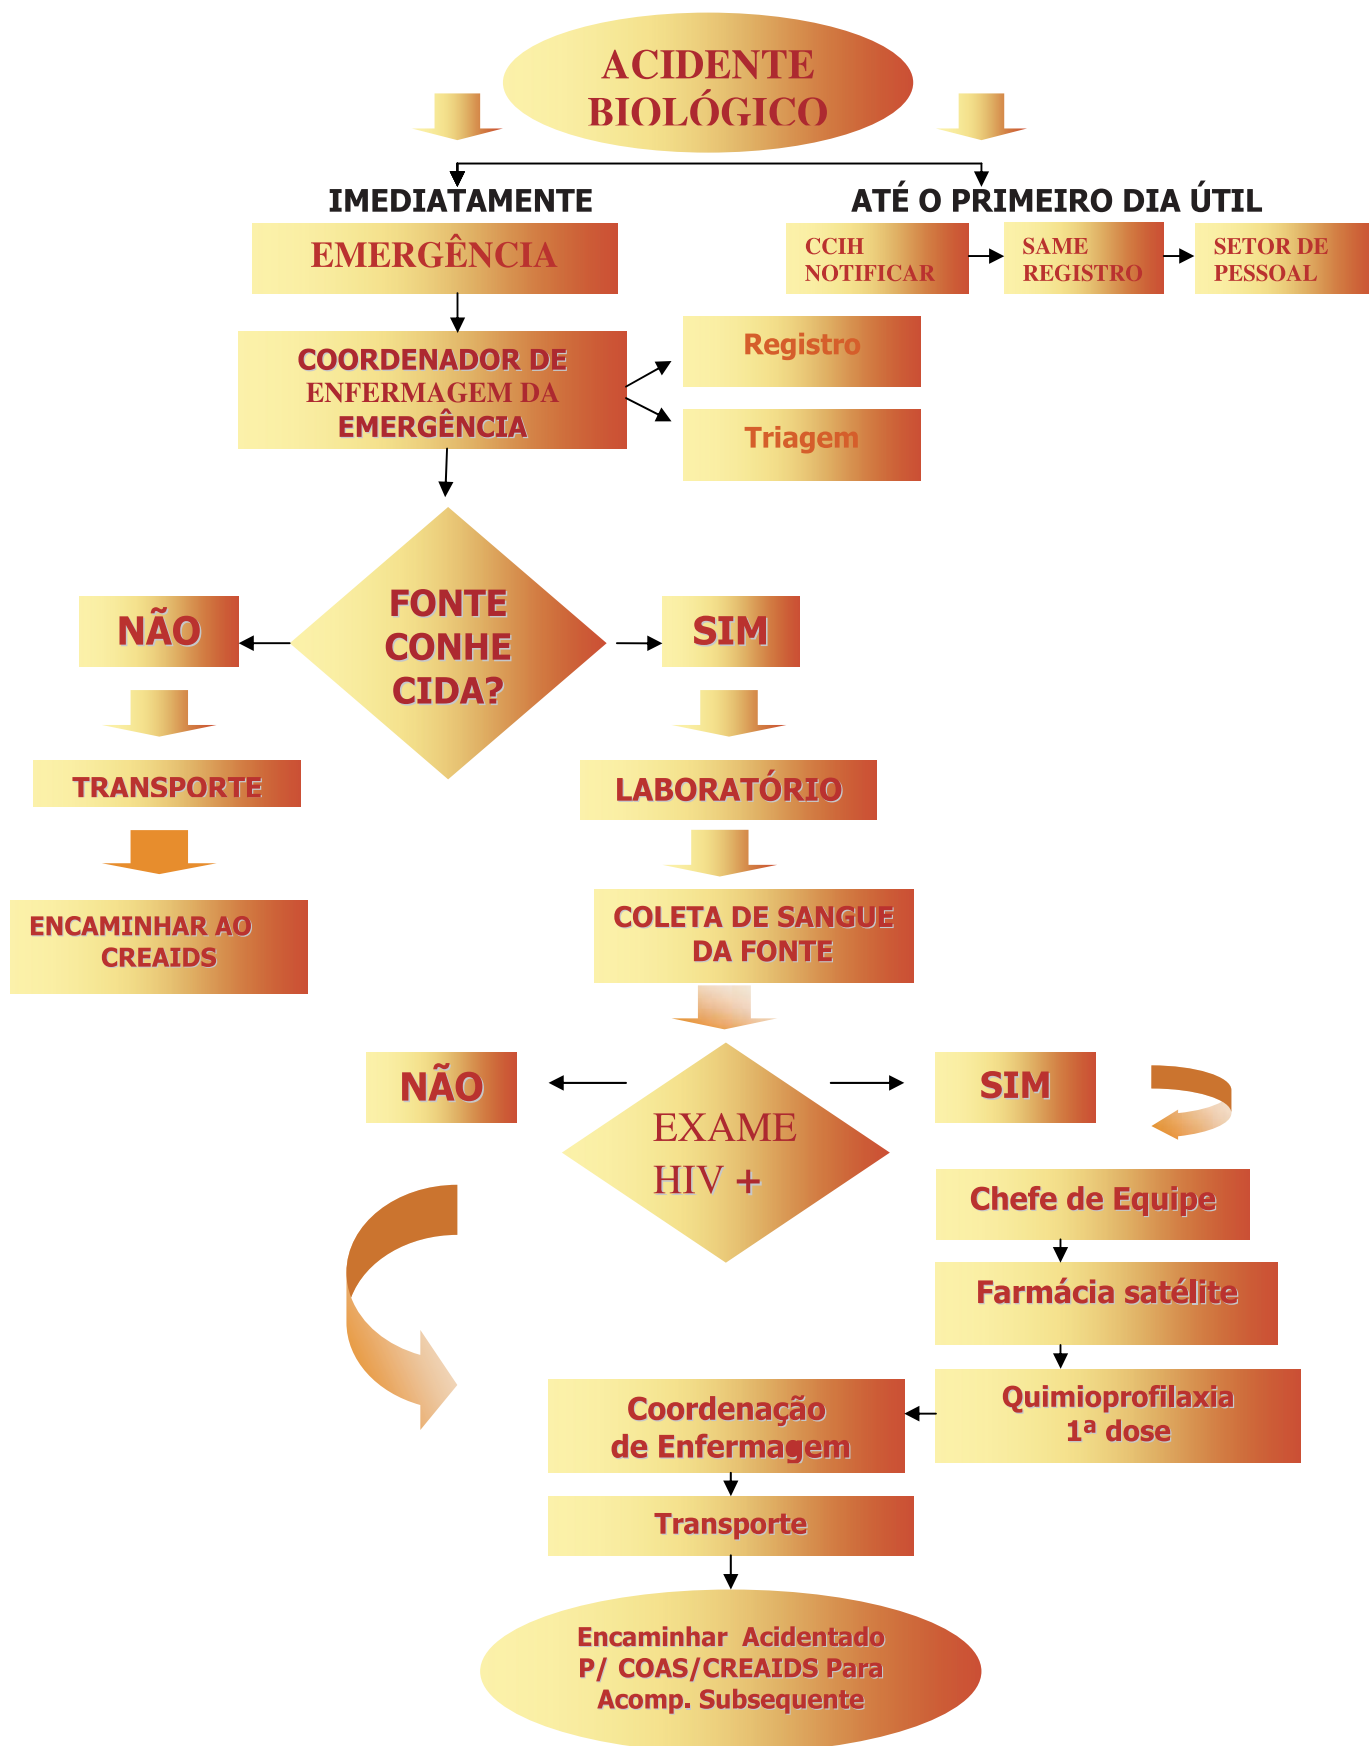 ACIDENTE
BIOLÓGICO
IMEDIATAMENTE
ATÉ O PRIMEIRO DIA ÚTIL
EMERGÊNCIA
CCIH
NOTIFICAR
SAME
REGISTRO
SETOR DE
PESSOAL
COORDENADOR DE
ENFERMAGEM DA
EMERGÊNCIA
Registro
Triagem
FONTE
CONHE
CIDA?
NÃO
SIM
TRANSPORTE
LABORATÓRIO
ENCAMINHAR AO
CREAIDS
COLETA DE SANGUE
DA FONTE
NÃO
EXAME
HIV +
SIM
Chefe de Equipe
Farmácia satélite
Quimioprofilaxia
1ª dose
Coordenação
de Enfermagem
Transporte
Encaminhar Acidentado
P/ COAS/CREAIDS Para
Acomp. Subsequente